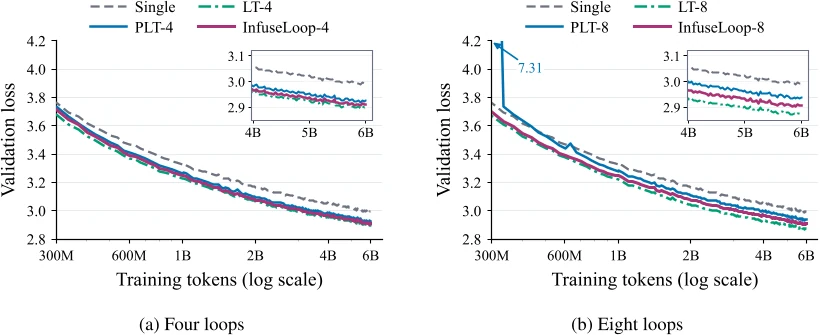 Single
LT-4
PLT-4
InfuseLoop-4
4.2
4.0
3.8
3.6
3.4
3.2
3.0
2.8
Validation loss
3.1
3.0
2.9
4B
5B
6B
300M
600M
1B
2B
4B
6B
Training tokens (log scale)
(a) Four loops
Single
LT-8
PLT-8
InfuseLoop-8
4.2
4.0
3.8
3.6
3.4
3.2
3.0
2.8
Validation loss
7.31
3.1
3.0
2.9
4B
5B
6B
300M
600M
1B
2B
4B
6B
Training tokens (log scale)
(b) Eight loops